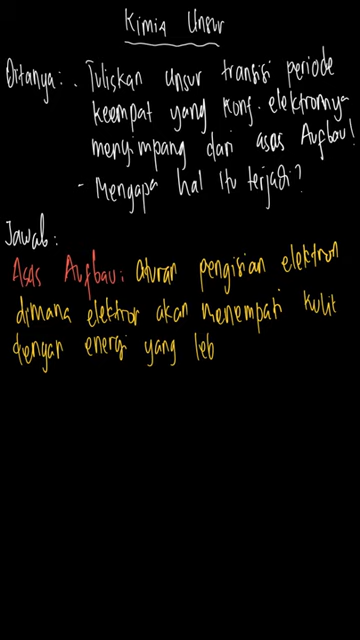 Kimia Unsur
Ditanya: . Tuliskan unsur transisi periode
keempat yang konf. elektronnya
menyimpang dari asas Aufbau!
- Mengapa hal itu terjadi?
Jawab:
Asas Aufbau: Aturan pengisian elektron
dimana elektron akan menempati kulit
dengan energi yang leb